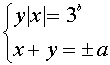 y|x| = 3^b
x + y = ±a